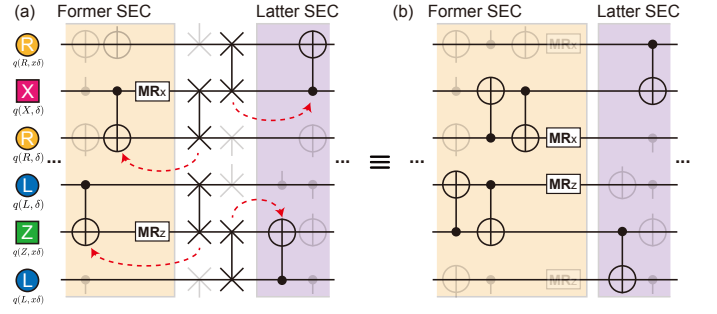 (a) Former SEC Latter SEC (b) Former SEC Latter SEC
R MRX
q(R, xδ)
X MRX
q(X, δ)
R MRX
q(R, δ)
... ... ≡ ... ...
L MRZ
q(L, δ)
Z MRZ
q(Z, xδ)
L MRZ
q(L, xδ)